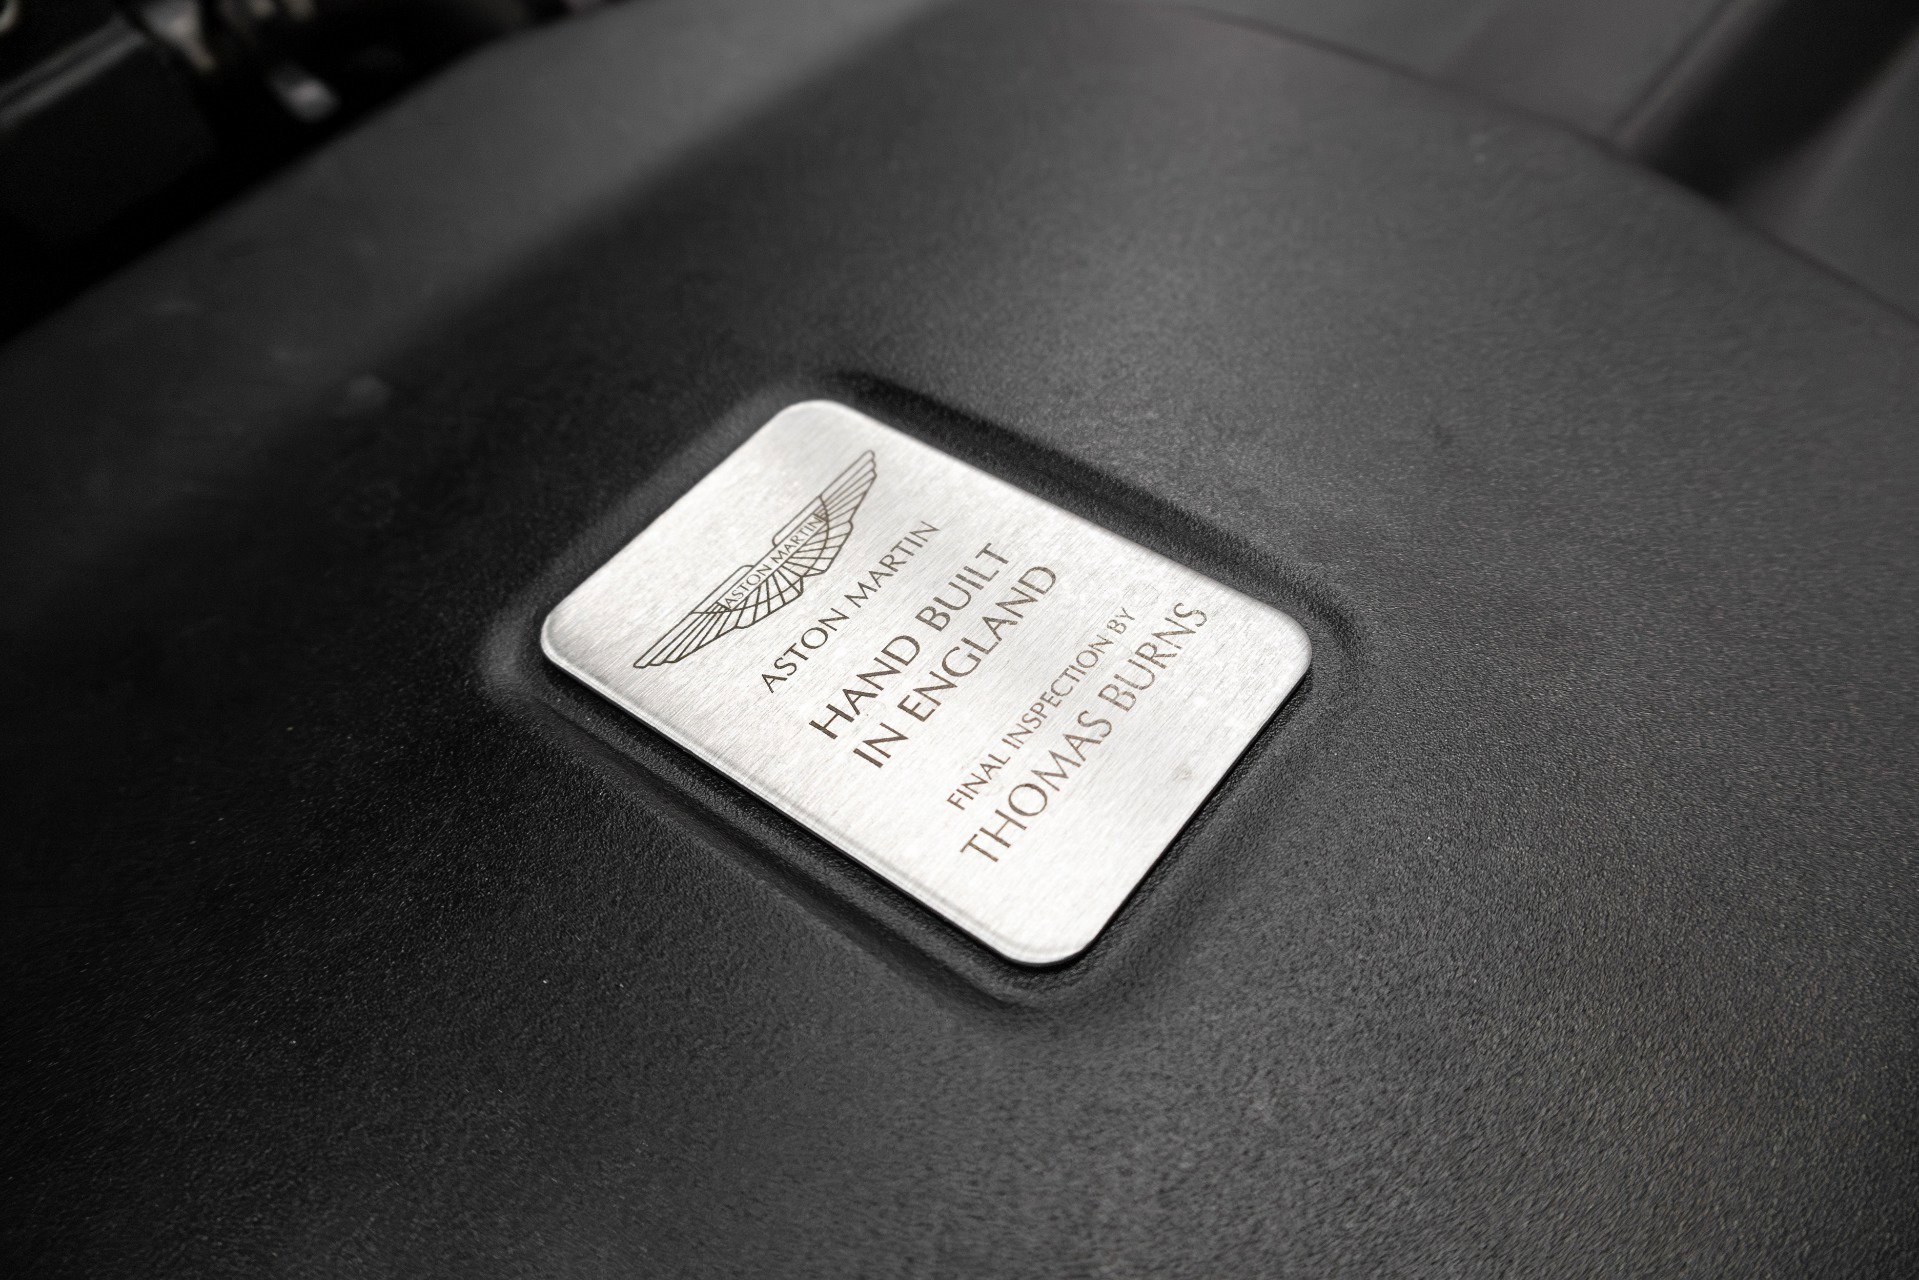 ASTON MARTIN
ASTON MARTIN
HAND BUILT
IN ENGLAND
FINAL INSPECTION BY
THOMAS BURNS